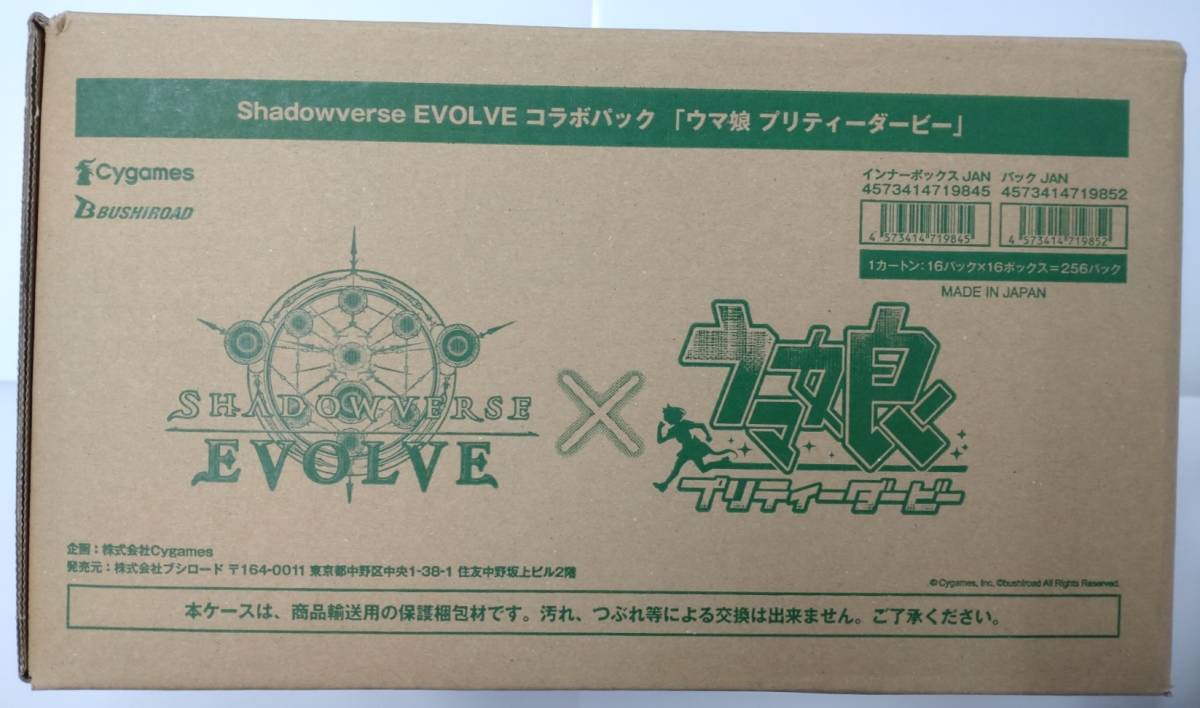 Shadowverse EVOLVE コラボパック 「ウマ娘 プリティーダービー」
Cygames
BUSHIROAD
インナーボックス JAN パック JAN
4573414719845 4573414719852
4 573414 719845 4 573414 719852
1カートン：16パック×16ボックス＝256パック
MADE IN JAPAN
SHADOWVERSE
EVOLVE
×
ウマ娘
プリティーダービー
企画：株式会社Cygames
発売元：株式会社ブシロード 〒164-0011 東京都中野区中央1-38-1 住友中野坂上ビル2階
©Cygames, Inc. ©bushiroad All Rights Reserved.
本ケースは、商品輸送用の保護梱包材です。汚れ、つぶれ等による交換は出来ません。ご了承ください。